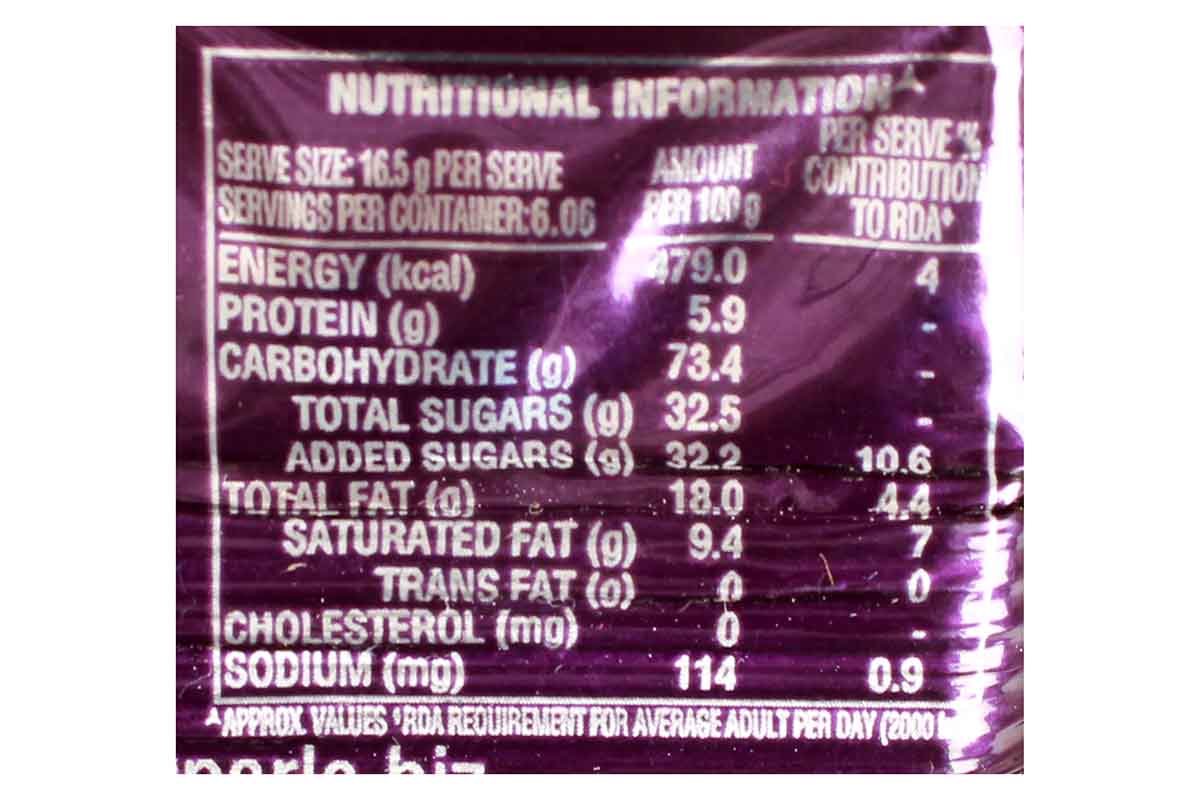 NUTRITIONAL INFORMATION^
SERVE SIZE: 16.5 g PER SERVE
SERVINGS PER CONTAINER:6.06
AMOUNT
PER 100 g
PER SERVE %
CONTRIBUTION
TO RDA*
ENERGY (kcal) 479.0 4
PROTEIN (g) 5.9 -
CARBOHYDRATE (g) 73.4 -
TOTAL SUGARS (g) 32.5 -
ADDED SUGARS (g) 32.2 10.6
TOTAL FAT (g) 18.0 4.4
SATURATED FAT (g) 9.4 7
TRANS FAT (g) 0 0
CHOLESTEROL (mg) 0 -
SODIUM (mg) 114 0.9
^APPROX. VALUES *RDA REQUIREMENT FOR AVERAGE ADULT PER DAY (2000